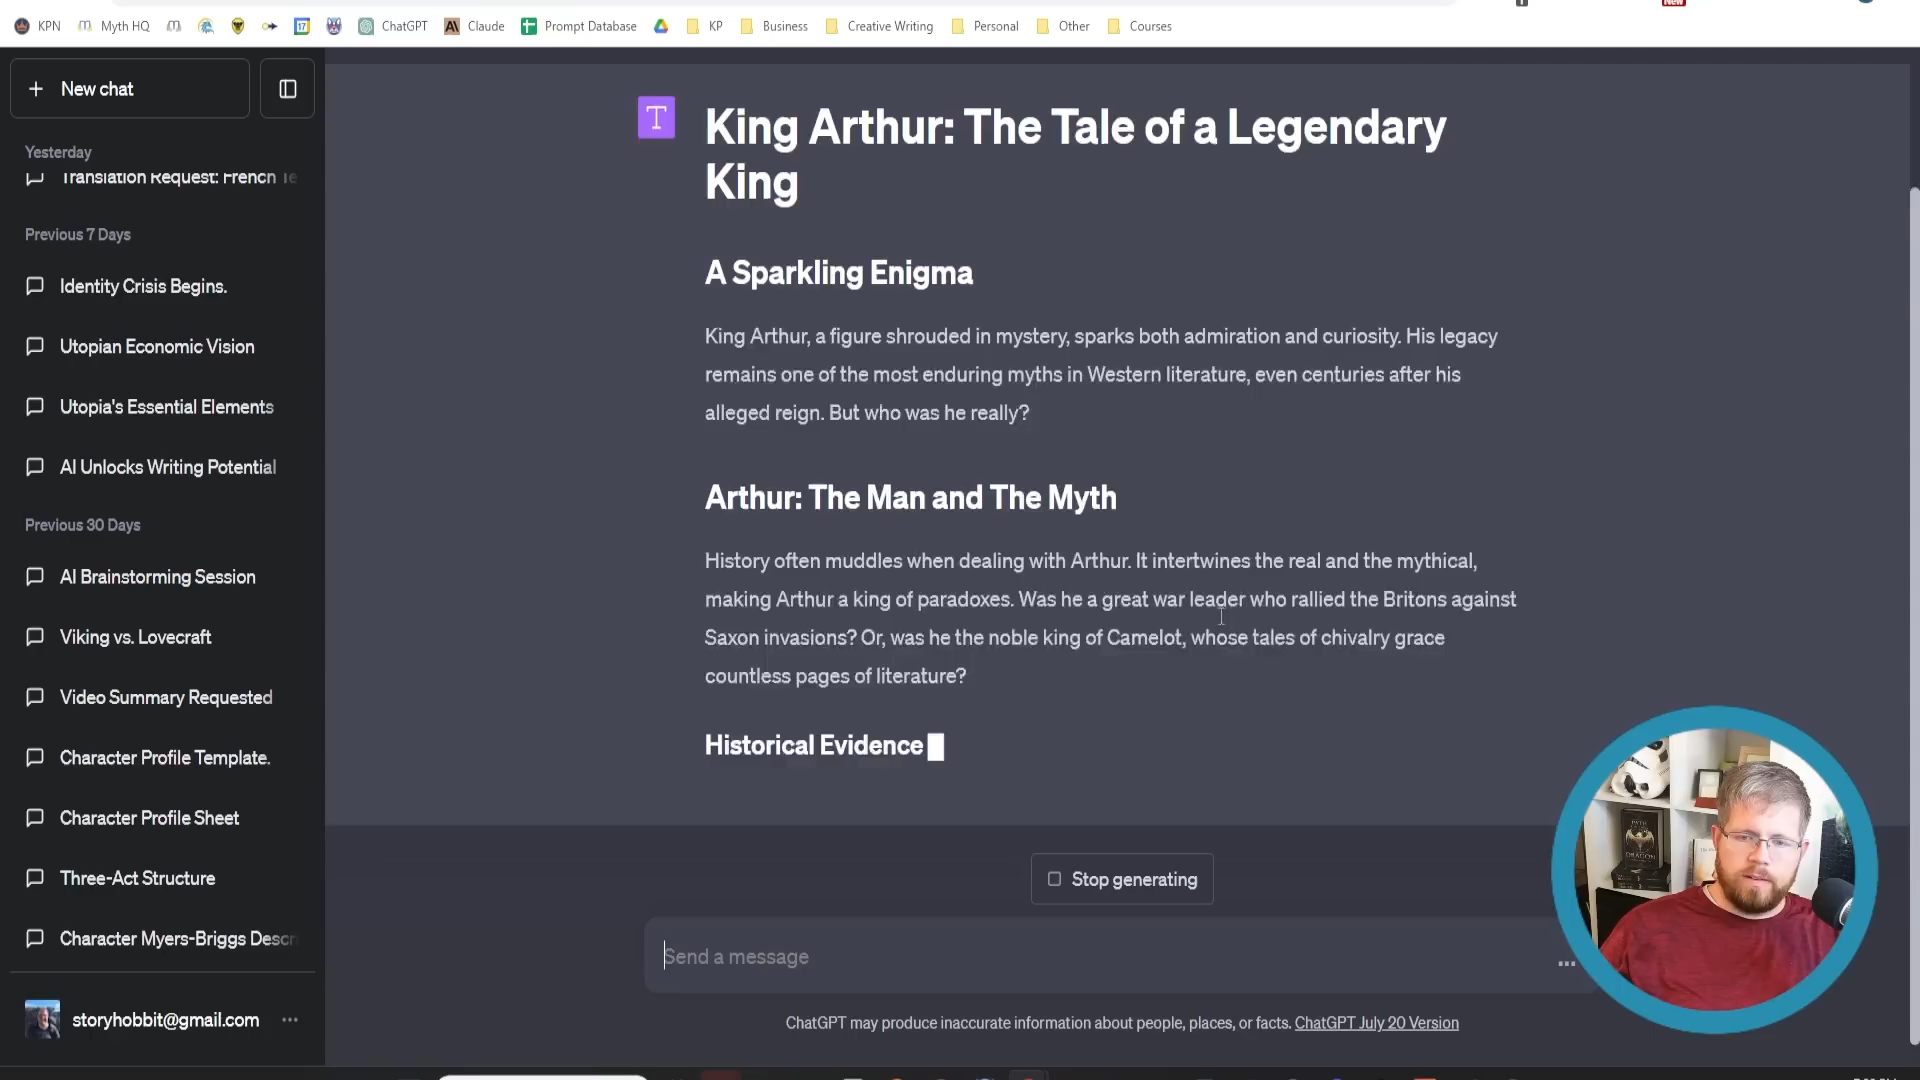 KPN Myth HQ 17 ChatGPT A\ Claude Prompt Database KP Business Creative Writing Personal Other Courses
New
+ New chat
Yesterday
Translation Request: French Te
Previous 7 Days
Identity Crisis Begins.
Utopian Economic Vision
Utopia's Essential Elements
AI Unlocks Writing Potential
Previous 30 Days
AI Brainstorming Session
Viking vs. Lovecraft
Video Summary Requested
Character Profile Template.
Character Profile Sheet
Three-Act Structure
Character Myers-Briggs Descr
storyhobbit@gmail.com ...
T
King Arthur: The Tale of a Legendary
King
A Sparkling Enigma
King Arthur, a figure shrouded in mystery, sparks both admiration and curiosity. His legacy
remains one of the most enduring myths in Western literature, even centuries after his
alleged reign. But who was he really?
Arthur: The Man and The Myth
History often muddles when dealing with Arthur. It intertwines the real and the mythical,
making Arthur a king of paradoxes. Was he a great war leader who rallied the Britons against
Saxon invasions? Or, was he the noble king of Camelot, whose tales of chivalry grace
countless pages of literature?
Historical Evidence
Stop generating
Send a message
...
ChatGPT may produce inaccurate information about people, places, or facts. ChatGPT July 20 Version